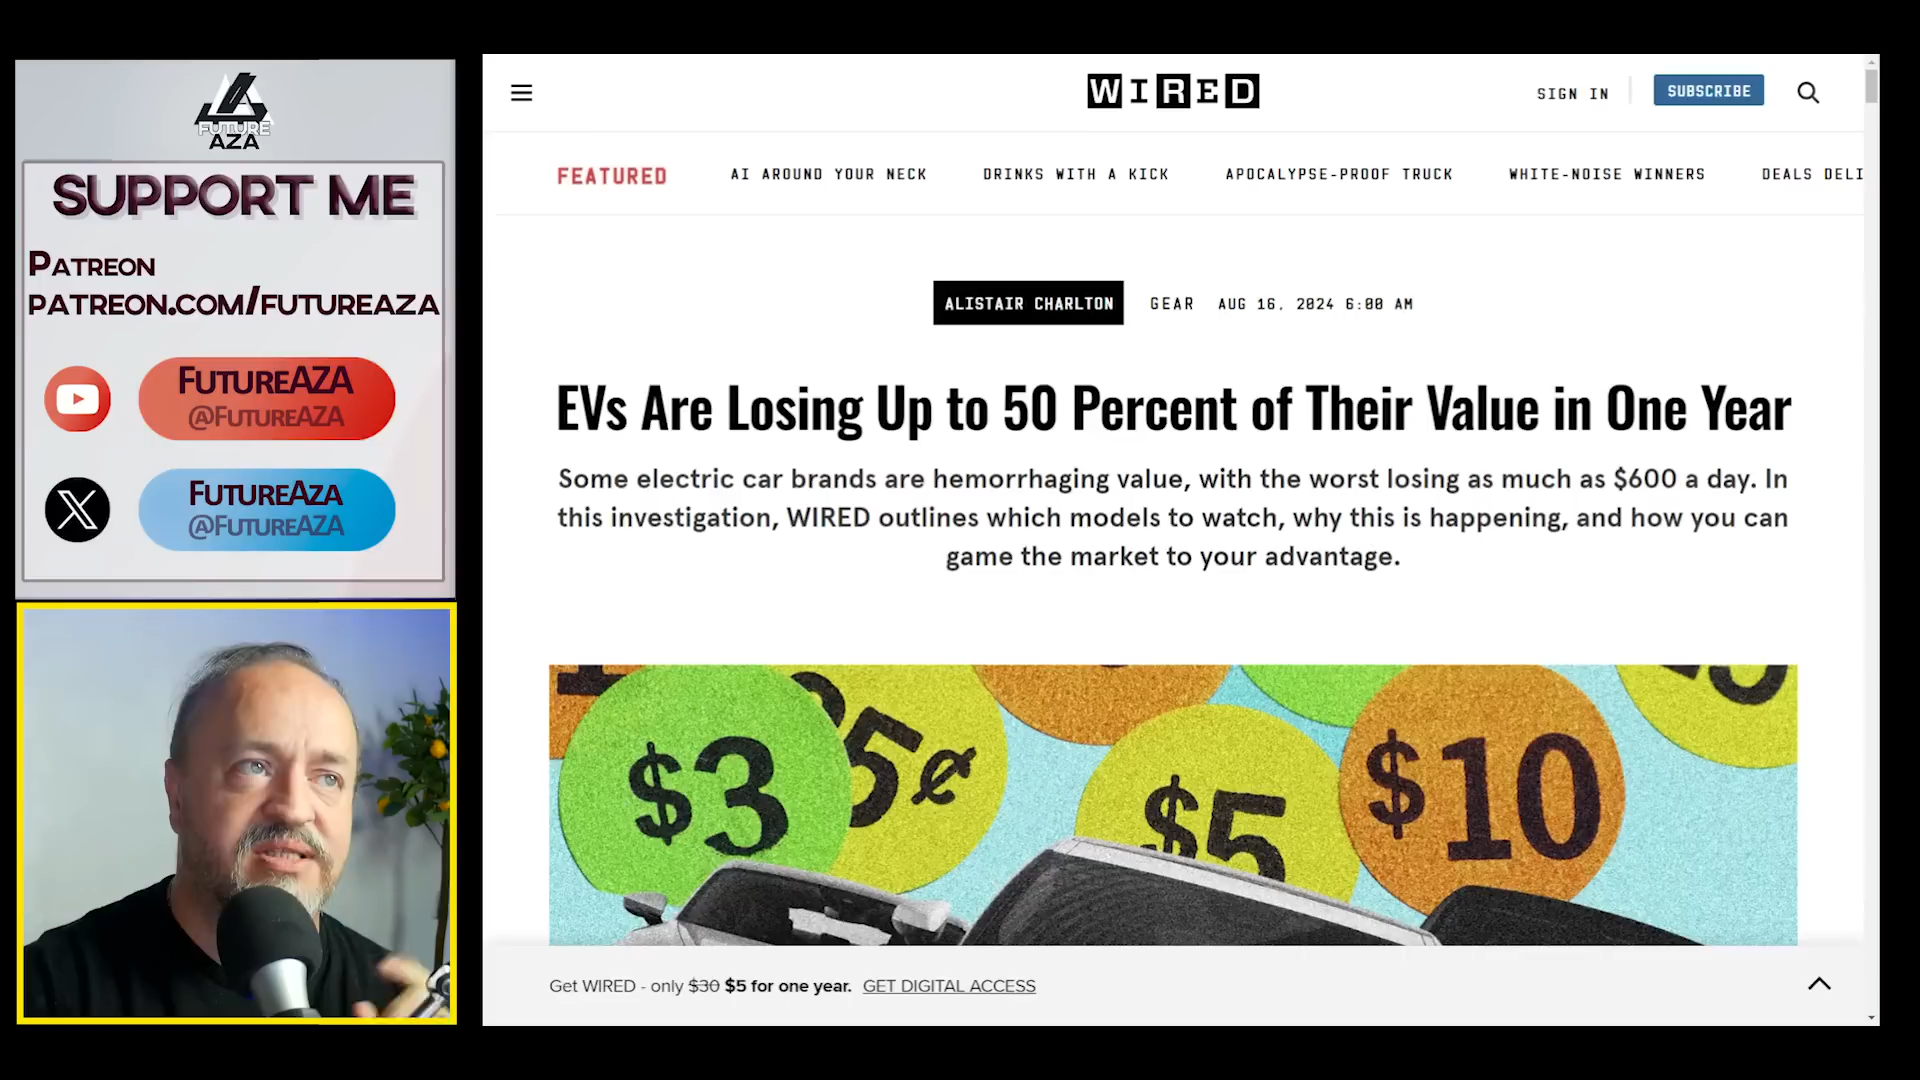 FUTURE
AZA
SUPPORT ME
PATREON
PATREON.COM/FUTUREAZA
FUTUREAZA
@FUTUREAZA
FUTUREAZA
@FUTUREAZA
WIRED
SIGN IN
SUBSCRIBE
FEATURED
AI AROUND YOUR NECK
DRINKS WITH A KICK
APOCALYPSE-PROOF TRUCK
WHITE-NOISE WINNERS
DEALS DELI
ALISTAIR CHARLTON
GEAR
AUG 16, 2024 6:00 AM
EVs Are Losing Up to 50 Percent of Their Value in One Year
Some electric car brands are hemorrhaging value, with the worst losing as much as $600 a day. In
this investigation, WIRED outlines which models to watch, why this is happening, and how you can
game the market to your advantage.
$3
5¢
$5
$10
Get WIRED - only $30 $5 for one year. GET DIGITAL ACCESS